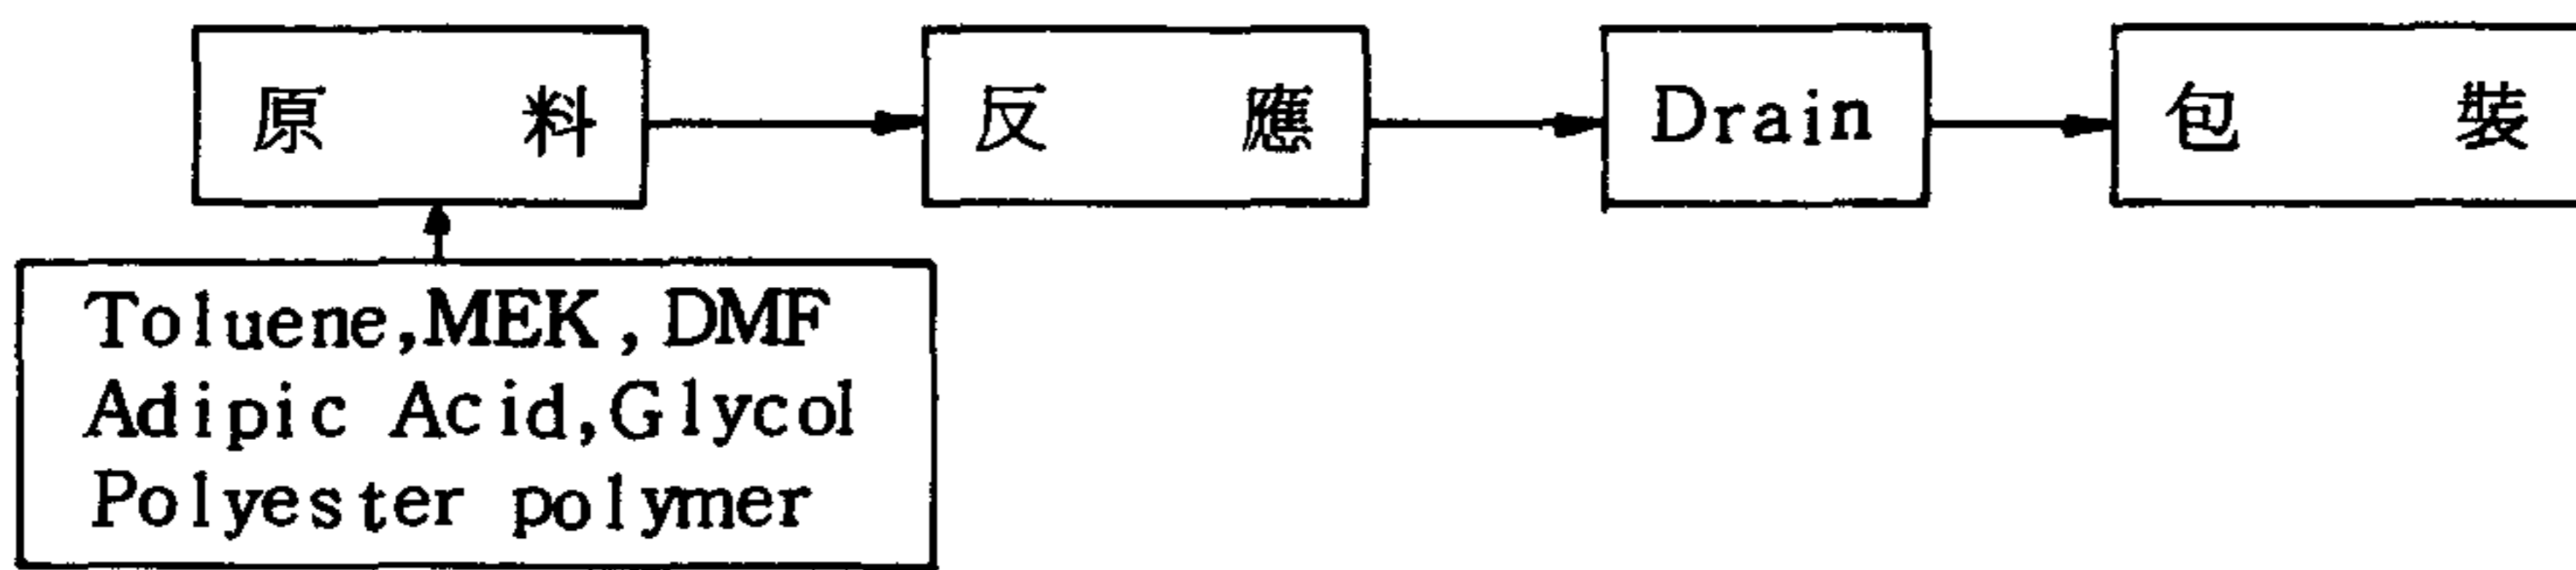 原料
反應
Drain
包裝
Toluene,MEK,DMF
Adipic Acid,Glycol
Polyester polymer